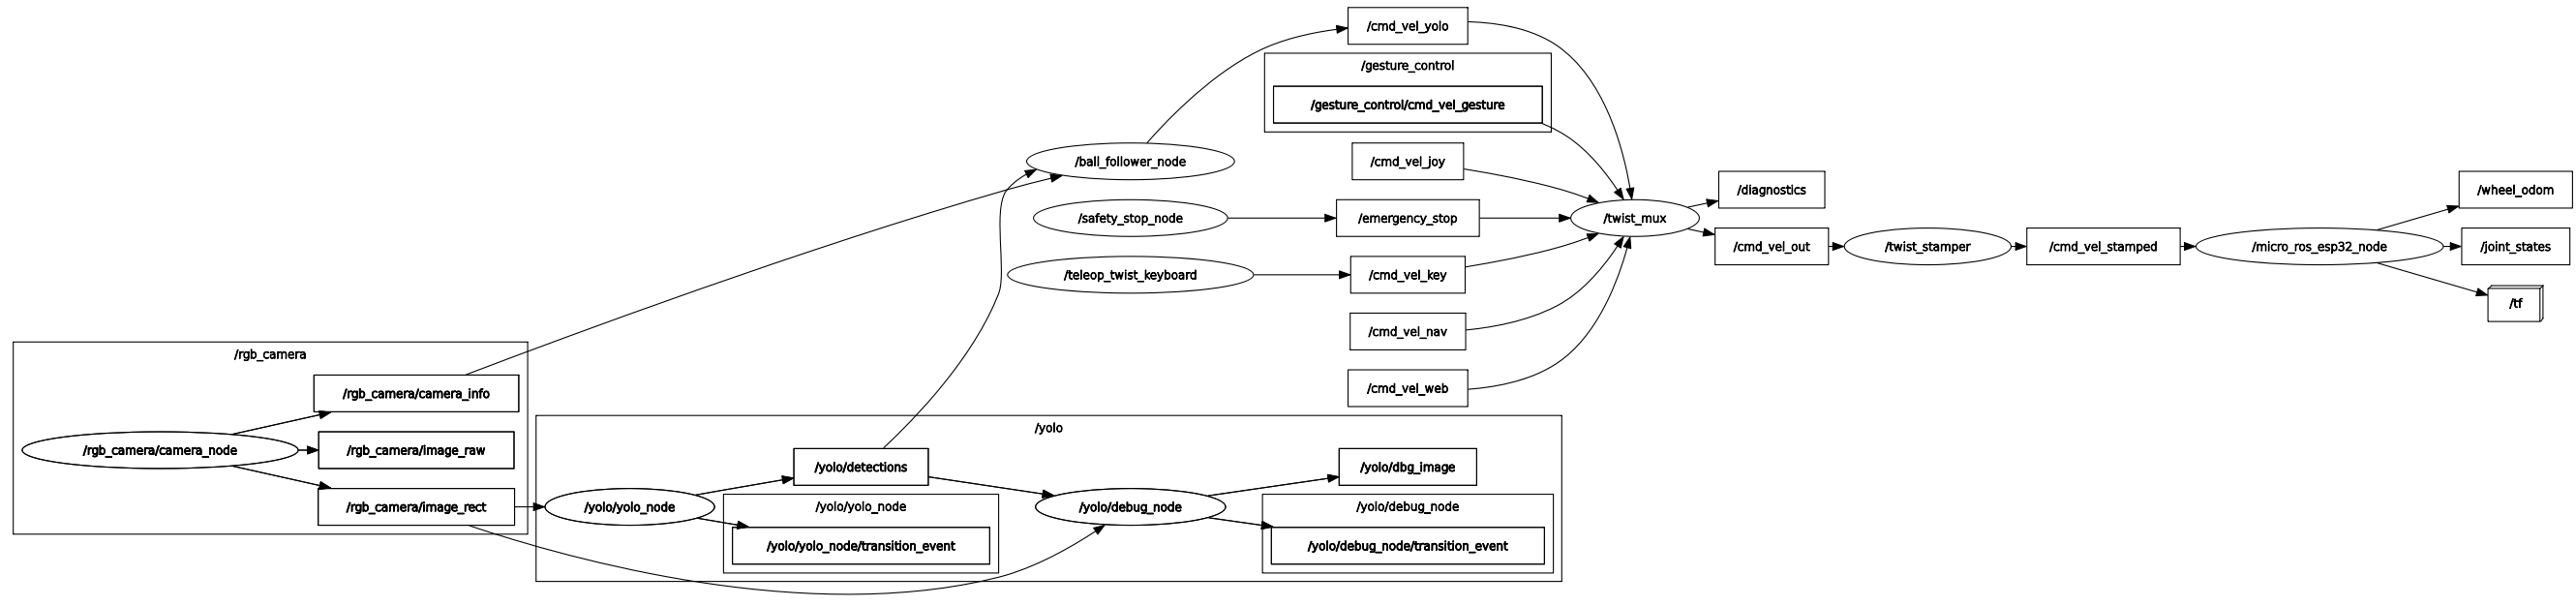 /cmd_vel_yolo
/gesture_control
/gesture_control/cmd_vel_gesture
/ball_follower_node
/cmd_vel_joy
/diagnostics
/wheel_odom
/safety_stop_node
/emergency_stop
/twist_mux
/cmd_vel_out
/twist_stamper
/cmd_vel_stamped
/micro_ros_esp32_node
/joint_states
/teleop_twist_keyboard
/cmd_vel_key
/tf
/cmd_vel_nav
/rgb_camera
/rgb_camera/camera_info
/cmd_vel_web
/rgb_camera/camera_node
/rgb_camera/image_raw
/rgb_camera/image_rect
/yolo
/yolo/detections
/yolo/dbg_image
/yolo/yolo_node
/yolo/yolo_node
/yolo/yolo_node/transition_event
/yolo/debug_node
/yolo/debug_node
/yolo/debug_node/transition_event